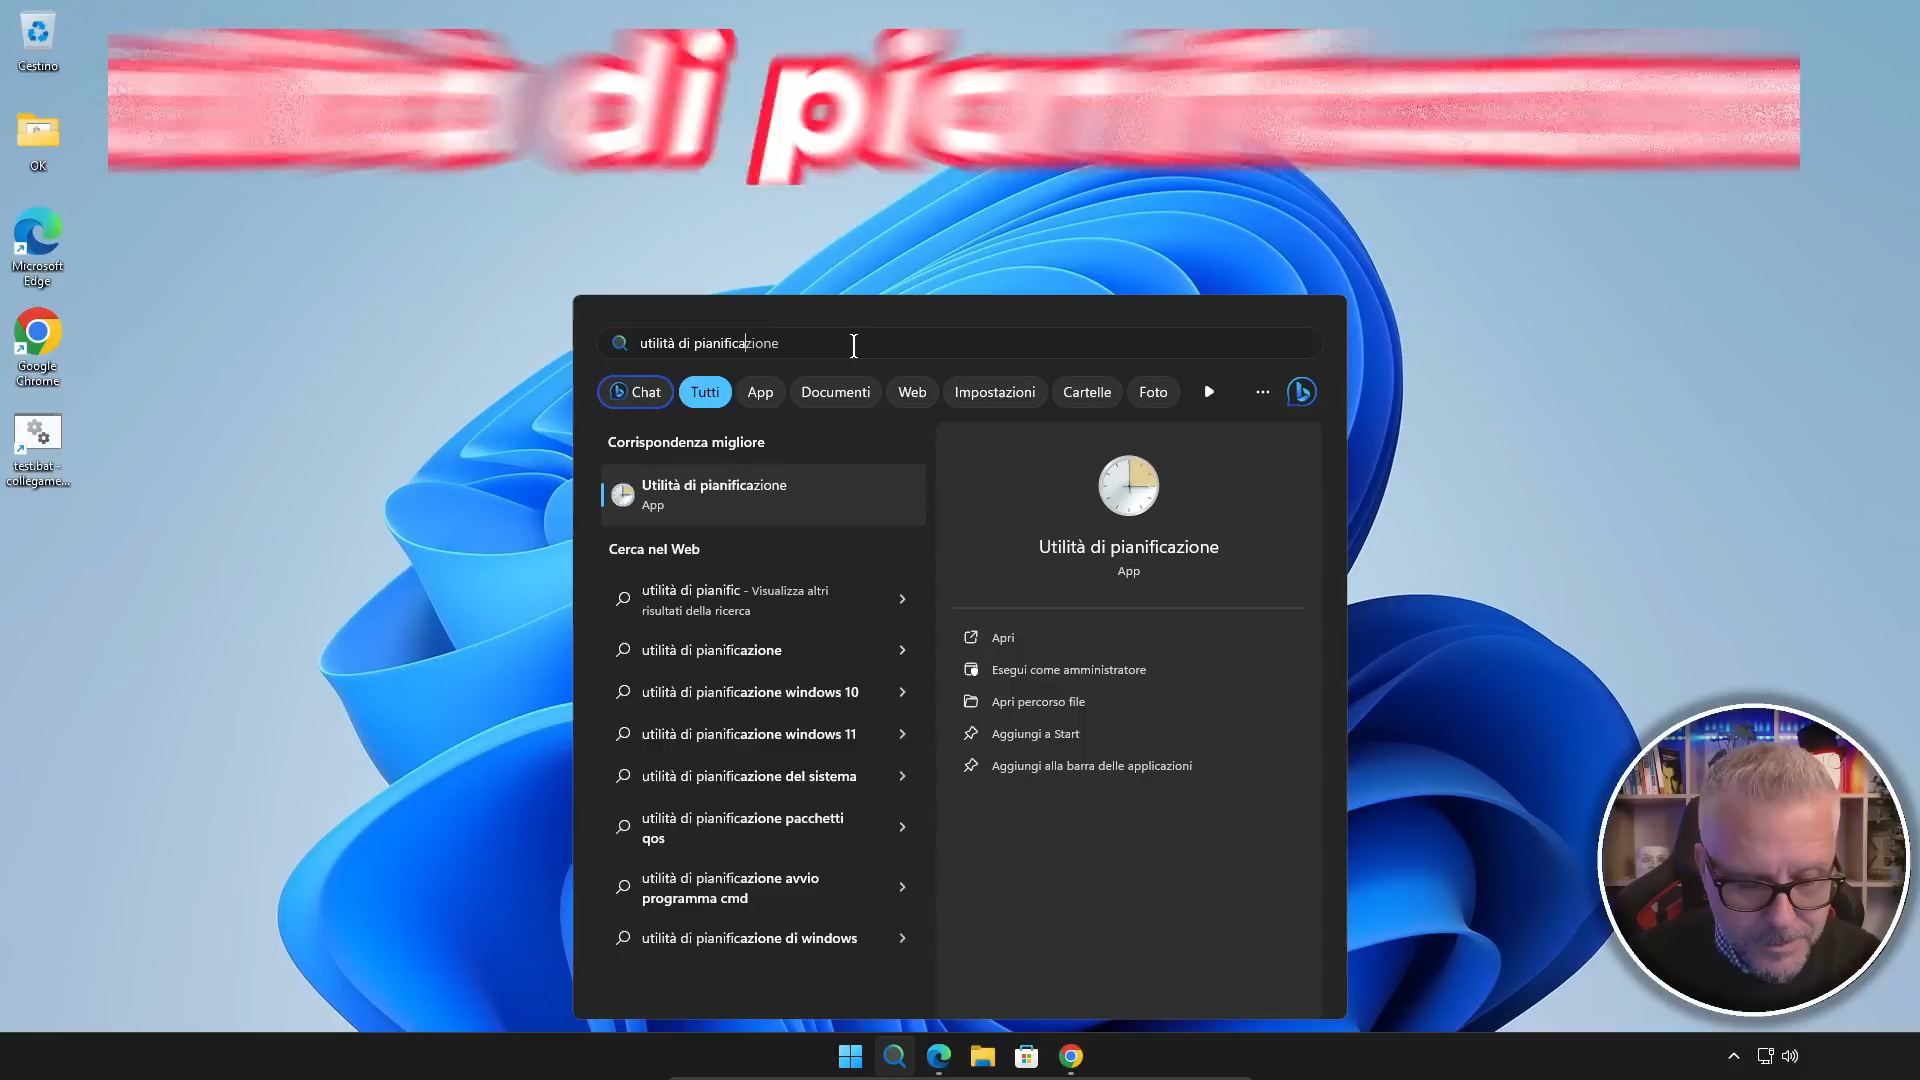 Cestino
OK
Microsoft
Edge
Google
Chrome
test.bat -
collegame...
di
utilità di pianificazione
Chat
Tutti
App
Documenti
Web
Impostazioni
Cartelle
Foto
Corrispondenza migliore
Utilità di pianificazione
App
Cerca nel Web
utilità di pianific - Visualizza altri
risultati della ricerca
utilità di pianificazione
utilità di pianificazione windows 10
utilità di pianificazione windows 11
utilità di pianificazione del sistema
utilità di pianificazione pacchetti
qos
utilità di pianificazione avvio
programma cmd
utilità di pianificazione di windows
Utilità di pianificazione
App
Apri
Esegui come amministratore
Apri percorso file
Aggiungi a Start
Aggiungi alla barra delle applicazioni